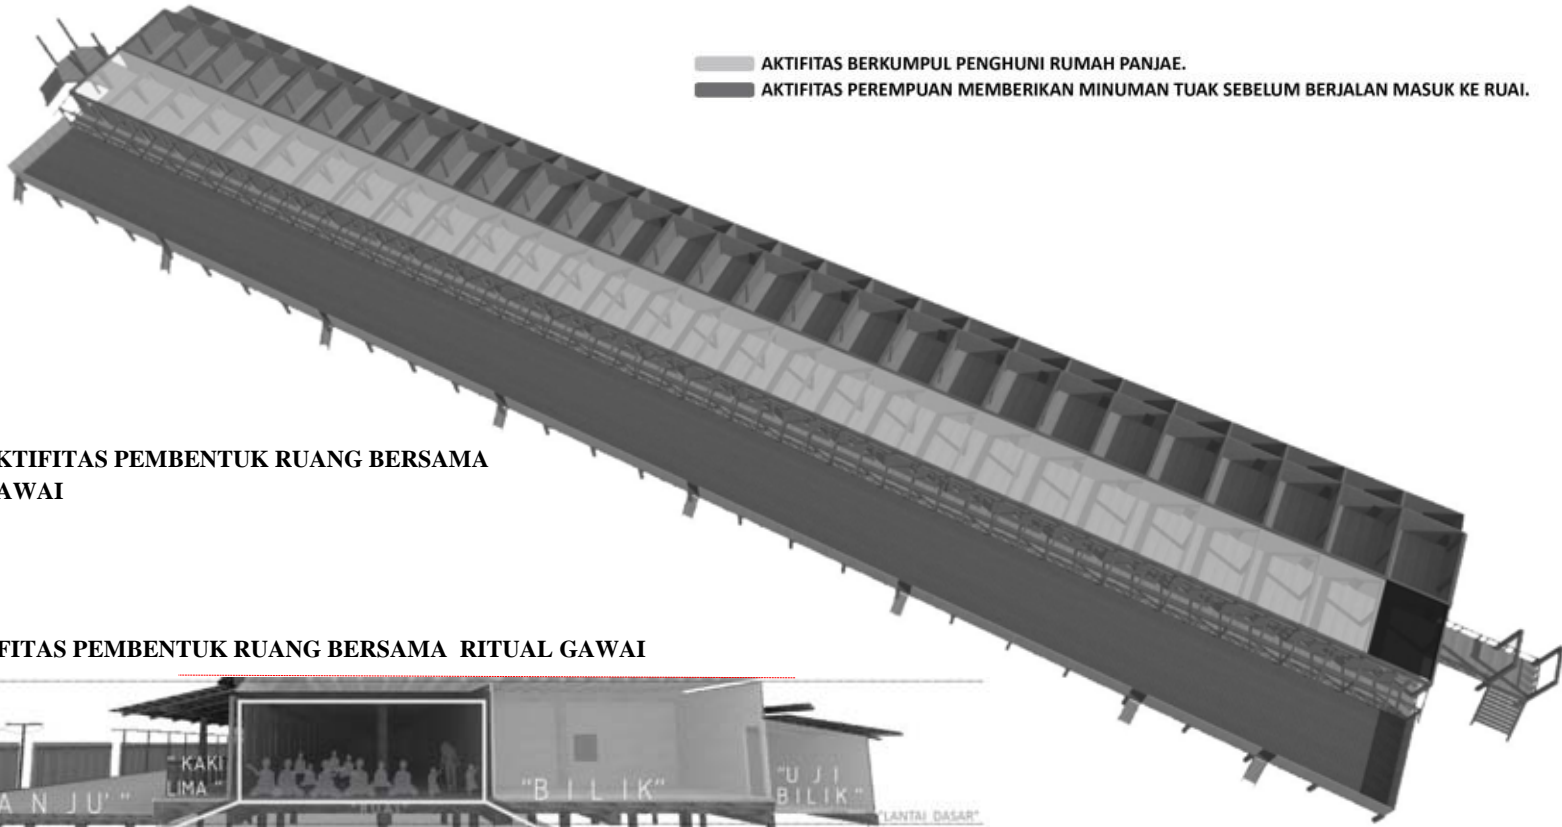 AKTIFITAS BERKUMPUL PENGHUNI RUMAH PANJAE.
AKTIFITAS PEREMPUAN MEMBERIKAN MINUMAN TUAK SEBELUM BERJALAN MASUK KE RUAI.
KTIFITAS PEMBENTUK RUANG BERSAMA
AWAI
FITAS PEMBENTUK RUANG BERSAMA RITUAL GAWAI
"KAKI
LIMA"
A N J U' "
"RUAI"
"B I L I K"
"U J I
BILIK"
"LANTAI DASAR"